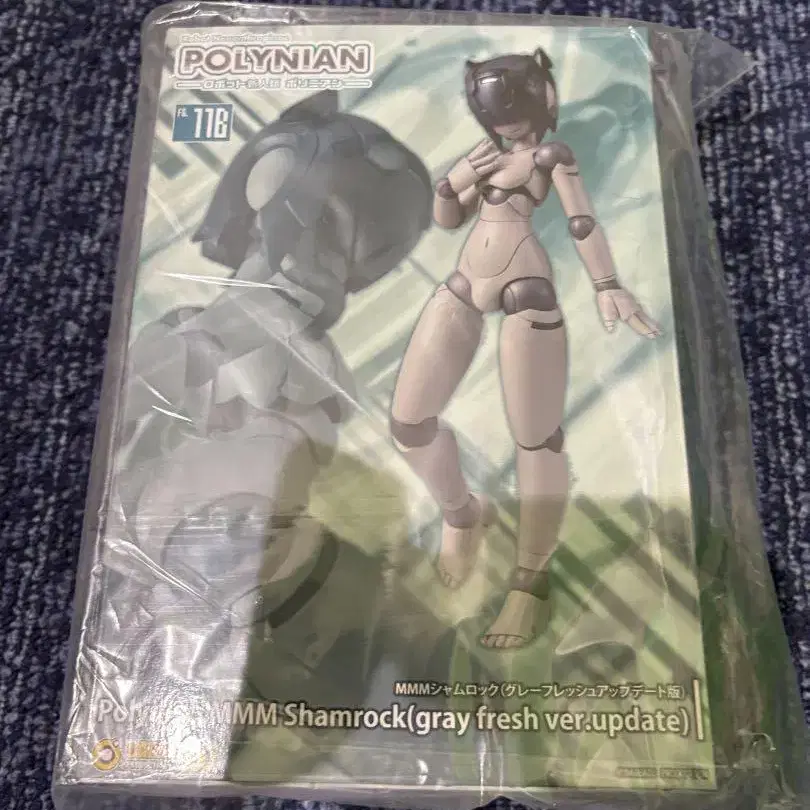 POLYNIAN
ロボット新人類 ポリニアン
FIL. 11B
MMMシャムロック(グレーフレッシュアップデート版)
MMM Shamrock(gray fresh ver.update)